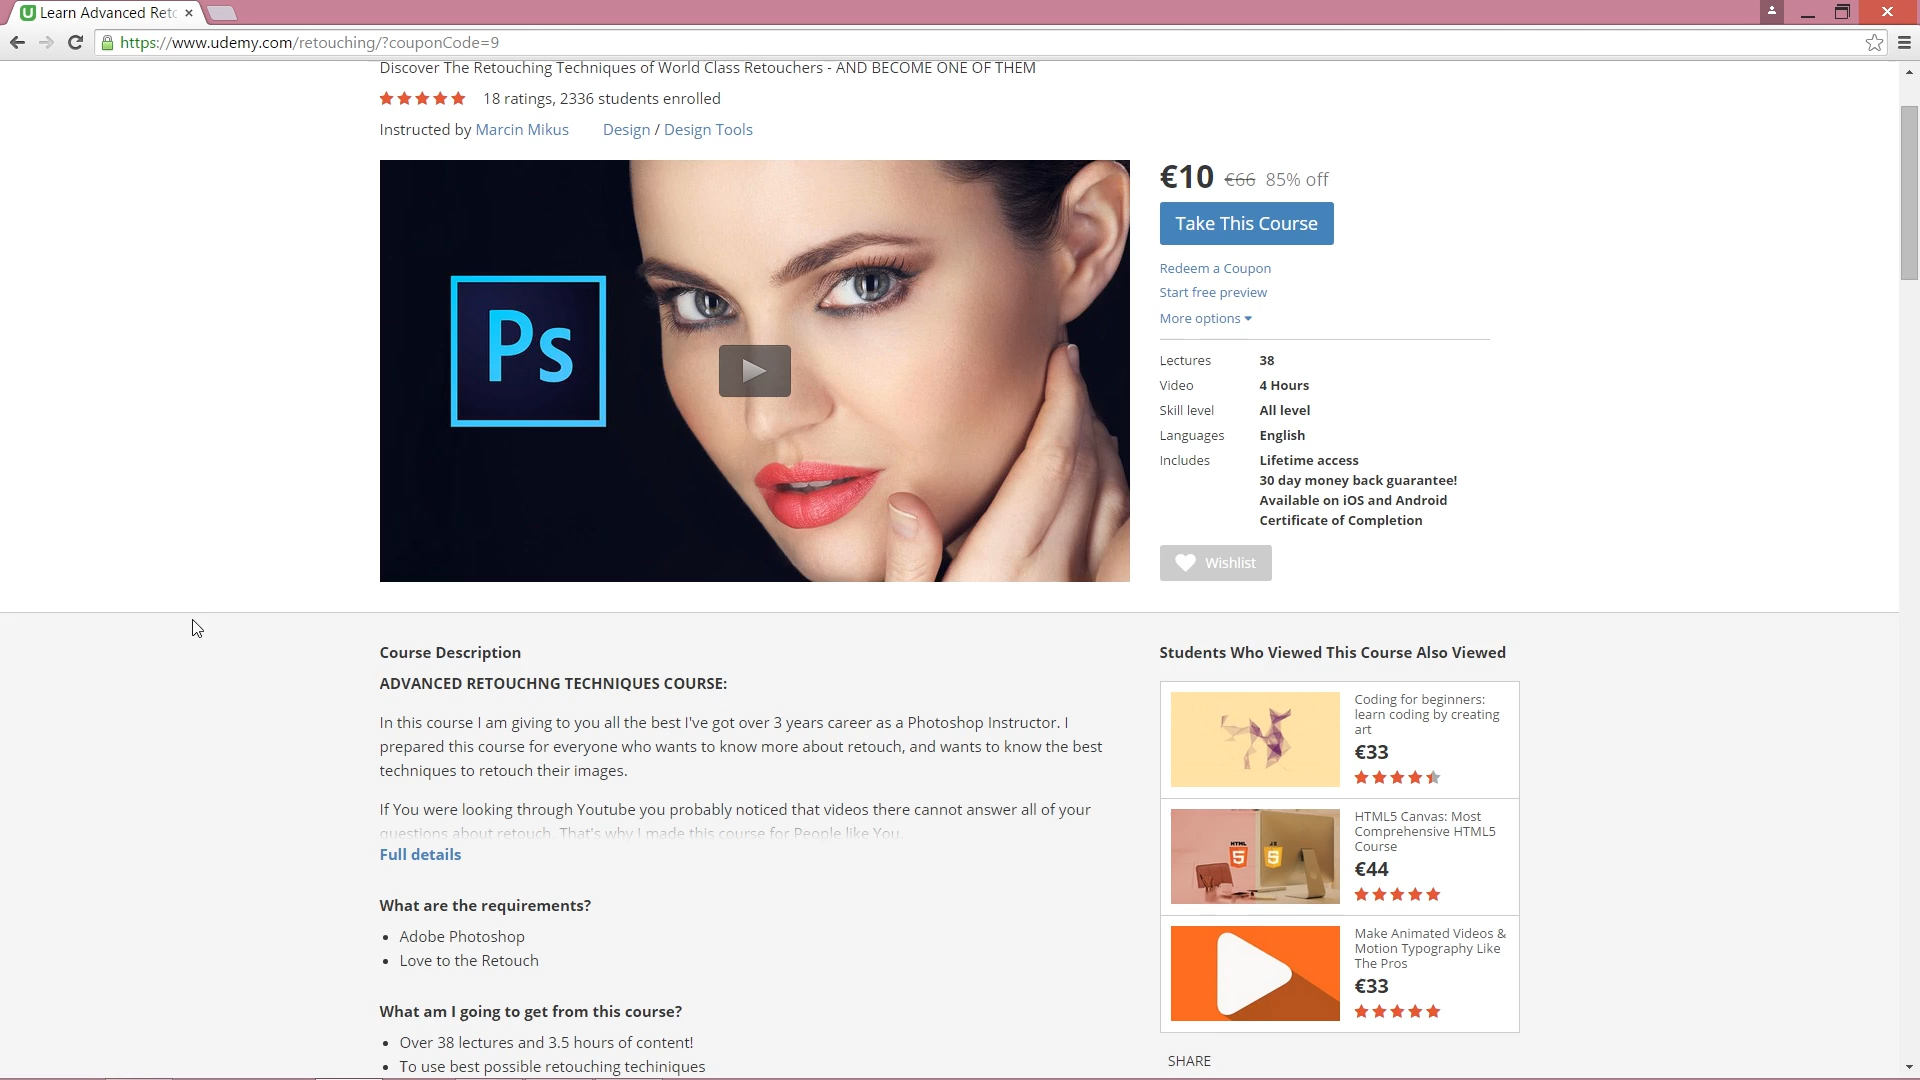 Learn Advanced Reto
https://www.udemy.com/retouching/?couponCode=9
Discover The Retouching Techniques of World Class Retouchers - AND BECOME ONE OF THEM
18 ratings, 2336 students enrolled
Instructed by Marcin Mikus Design / Design Tools
Ps
€10 €66 85% off
Take This Course
Redeem a Coupon
Start free preview
More options
Lectures 38
Video 4 Hours
Skill level All level
Languages English
Includes Lifetime access
30 day money back guarantee!
Available on iOS and Android
Certificate of Completion
Wishlist
Course Description
ADVANCED RETOUCHNG TECHNIQUES COURSE:
In this course I am giving to you all the best I've got over 3 years career as a Photoshop Instructor. I
prepared this course for everyone who wants to know more about retouch, and wants to know the best
techniques to retouch their images.
If You were looking through Youtube you probably noticed that videos there cannot answer all of your
questions about retouch. That's why I made this course for People like You.
Full details
What are the requirements?
• Adobe Photoshop
• Love to the Retouch
What am I going to get from this course?
• Over 38 lectures and 3.5 hours of content!
• To use best possible retouching techiniques
Students Who Viewed This Course Also Viewed
Coding for beginners:
learn coding by creating
art
€33
HTML5 Canvas: Most
Comprehensive HTML5
Course
€44
HTML
5
JS
5
Make Animated Videos &
Motion Typography Like
The Pros
€33
SHARE